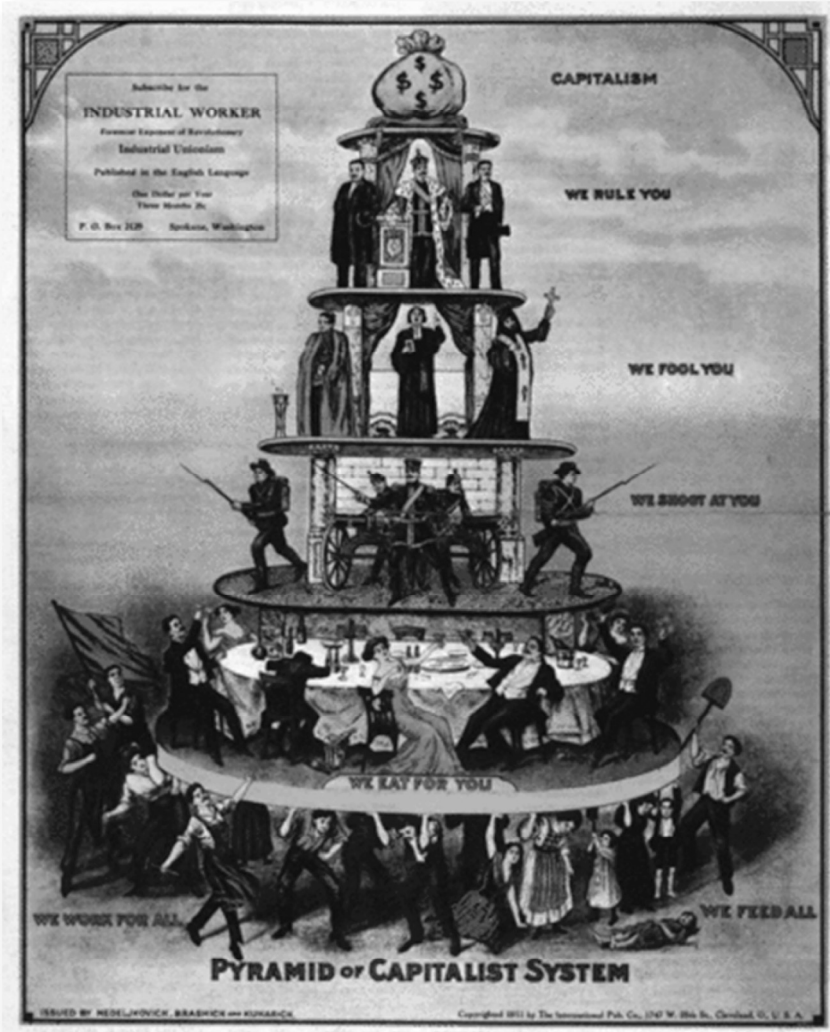 Subscribe for the
INDUSTRIAL WORKER
Foremost Exponent of Revolutionary
Industrial Unionism
Published in the English Language
One Dollar per Year
Three Months 25c
P. O. Box 2129 Spokane, Washington
CAPITALISM
$
$ $
$
WE RULE YOU
WE FOOL YOU
WE SHOOT AT YOU
WE EAT FOR YOU
WE WORK FOR ALL
WE FEED ALL
PYRAMID OF CAPITALIST SYSTEM
ISSUED BY NEDELJKOVICH, BRASHICH AND KUHARICH.
Copyrighted 1911 by The International Pub. Co., 1747 W. 25th St., Cleveland, O., U. S. A.